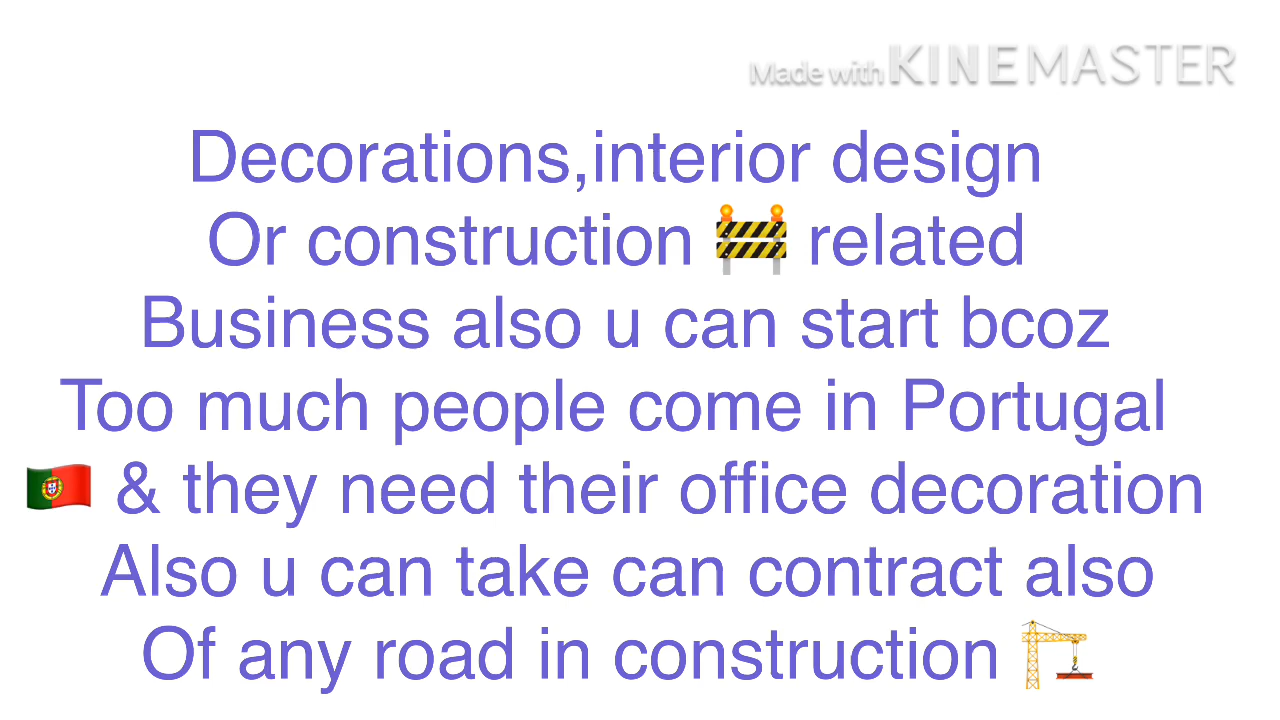 Made with KINEMASTER
Decorations,interior design
Or construction 🚧 related
Business also u can start bcoz
Too much people come in Portugal
🇵🇹 & they need their office decoration
Also u can take can contract also
Of any road in construction 🏗️